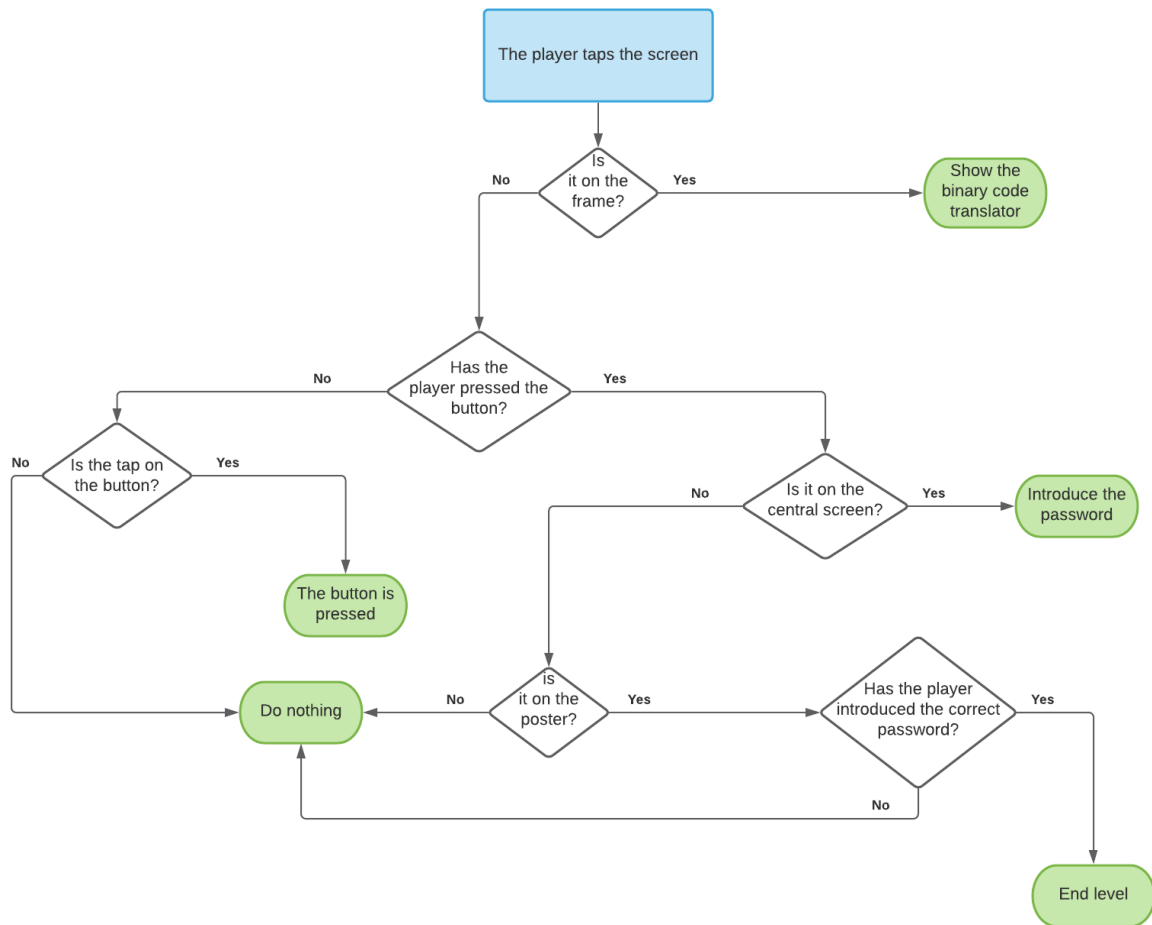 The player taps the screen
Is
it on the
frame?
No
Yes
Show the
binary code
translator
Has the
player pressed the
button?
No
Yes
Is the tap on
the button?
No
Yes
Is it on the
central screen?
No
Yes
Introduce the
password
The button is
pressed
is
it on the
poster?
No
Yes
Do nothing
Has the player
introduced the correct
password?
Yes
No
End level